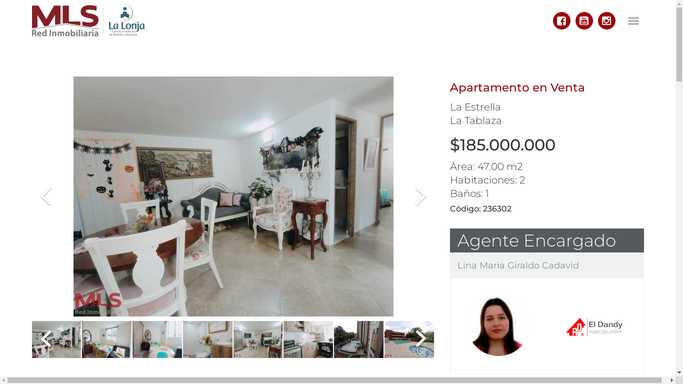 MLS
Red Inmobiliaria
La Lonja
Apartamento en Venta
La Estrella
La Tablaza
$185.000.000
Área: 47.00 m2
Habitaciones: 2
Baños: 1
Código: 236302
Agente Encargado
Lina Maria Giraldo Cadavid
El Dandy
MLS
Red Inmobiliaria